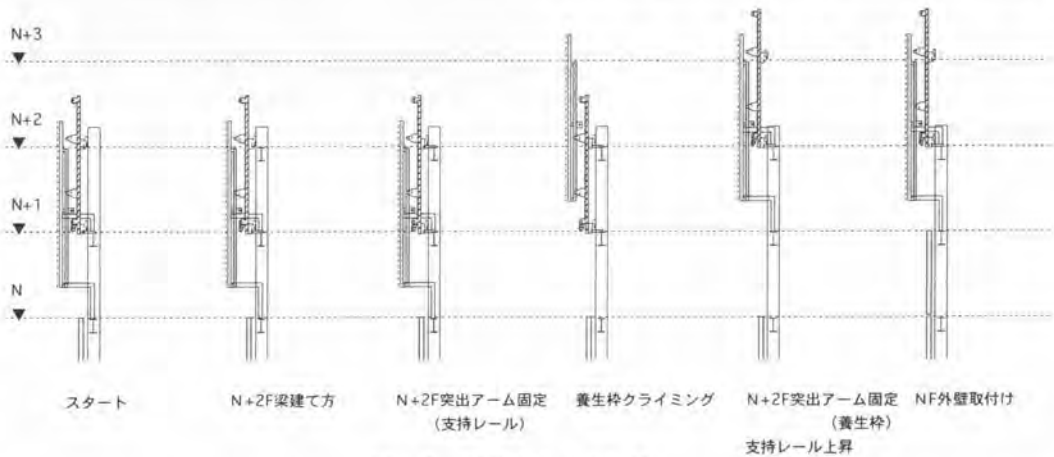 N+3
N+2
N+1
N
スタート
N+2F梁建て方
N+2F突出アーム固定
(支持レール)
養生枠クライミング
N+2F突出アーム固定
(養生枠)
支持レール上昇
NF外壁取付け